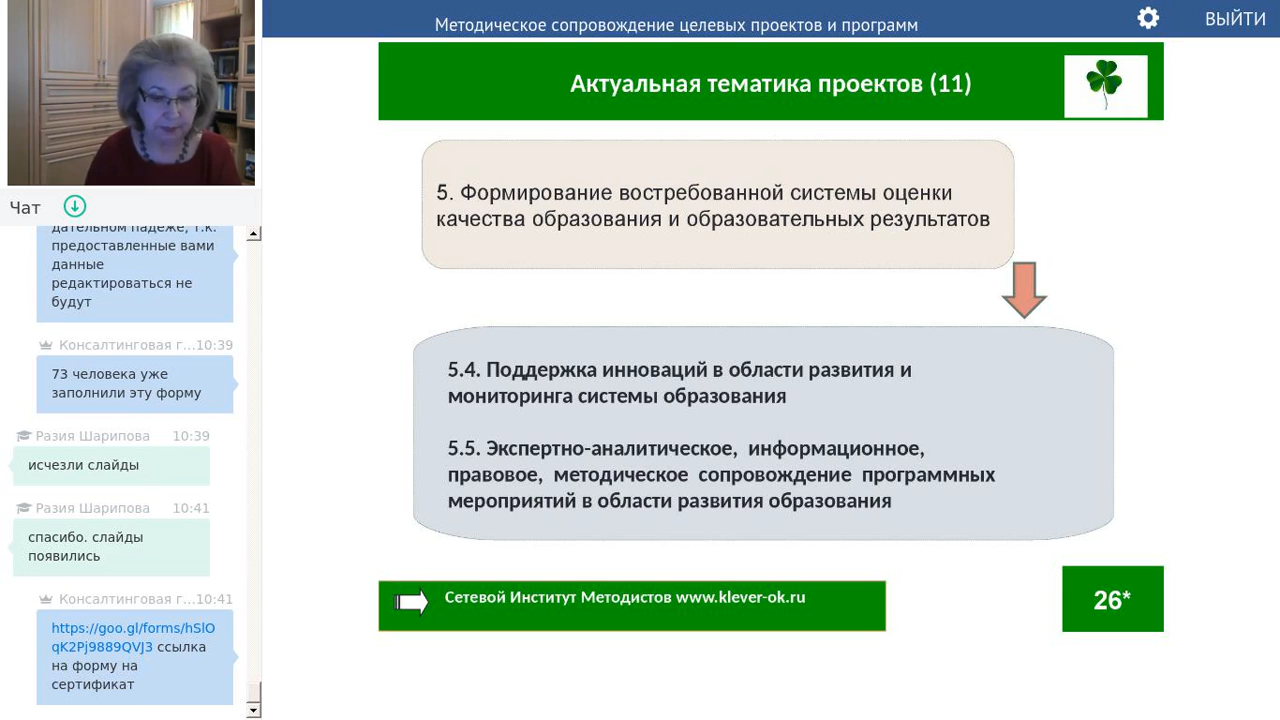 Методическое сопровождение целевых проектов и программ
ВЫЙТИ
Чат
дательном падеже, т.к.
предоставленные вами
данные
редактироваться не
будут
Консалтинговая г...10:39
73 человека уже
заполнили эту форму
Разия Шарипова 10:39
исчезли слайды
Разия Шарипова 10:41
спасибо. слайды
появились
Консалтинговая г...10:41
https://goo.gl/forms/hSlO
qK2Pj9889QVJ3 ссылка
на форму на
сертификат
Актуальная тематика проектов (11)
5. Формирование востребованной системы оценки
качества образования и образовательных результатов
5.4. Поддержка инноваций в области развития и
мониторинга системы образования
5.5. Экспертно-аналитическое, информационное,
правовое, методическое сопровождение программных
мероприятий в области развития образования
Сетевой Институт Методистов www.klever-ok.ru
26*